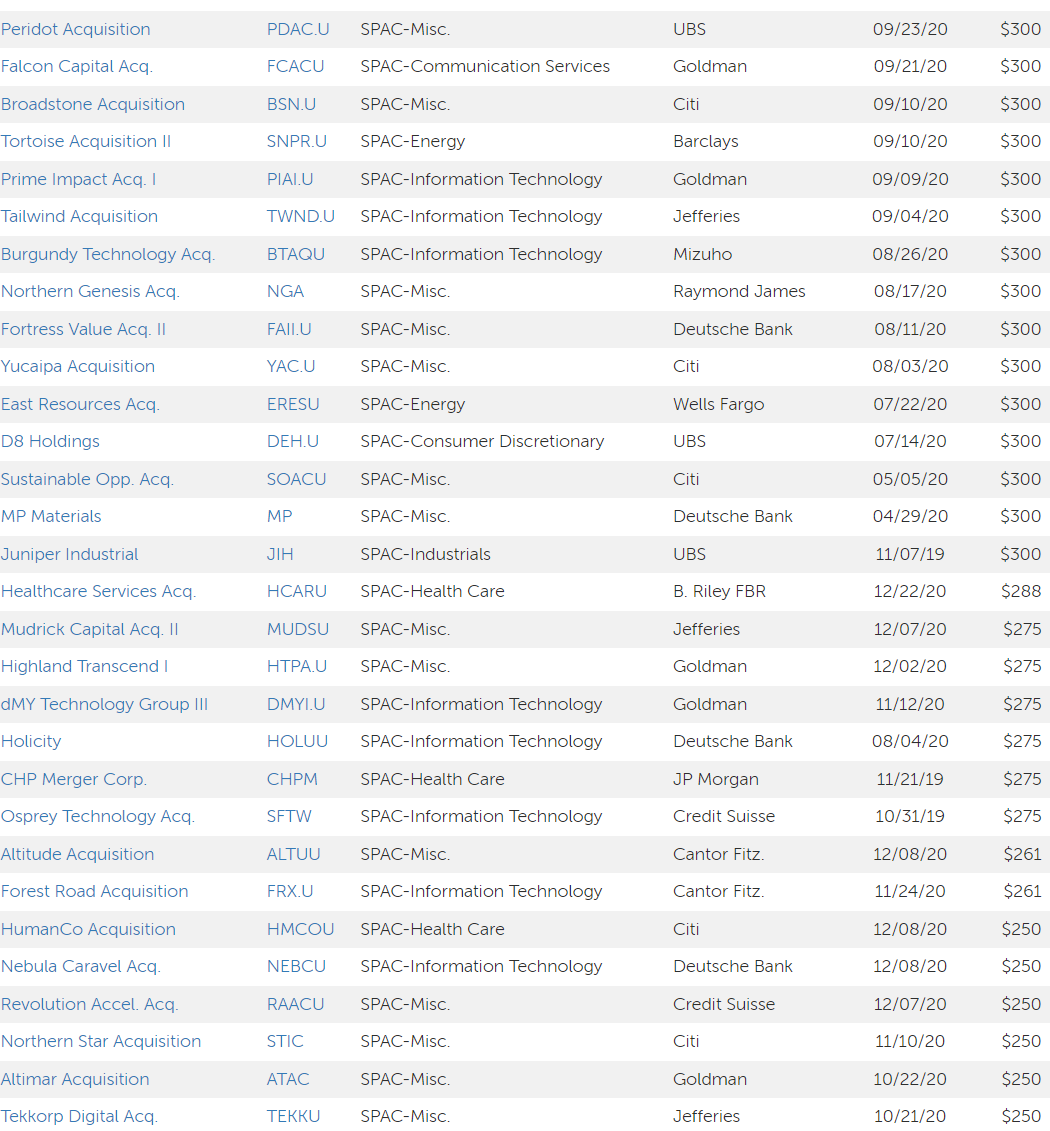 Peridot Acquisition PDAC.U SPAC-Misc. UBS 09/23/20 $300
Falcon Capital Acq. FCACU SPAC-Communication Services Goldman 09/21/20 $300
Broadstone Acquisition BSN.U SPAC-Misc. Citi 09/10/20 $300
Tortoise Acquisition II SNPR.U SPAC-Energy Barclays 09/10/20 $300
Prime Impact Acq. I PIAI.U SPAC-Information Technology Goldman 09/09/20 $300
Tailwind Acquisition TWND.U SPAC-Information Technology Jefferies 09/04/20 $300
Burgundy Technology Acq. BTAQU SPAC-Information Technology Mizuho 08/26/20 $300
Northern Genesis Acq. NGA SPAC-Misc. Raymond James 08/17/20 $300
Fortress Value Acq. II FAII.U SPAC-Misc. Deutsche Bank 08/11/20 $300
Yucaipa Acquisition YAC.U SPAC-Misc. Citi 08/03/20 $300
East Resources Acq. ERESU SPAC-Energy Wells Fargo 07/22/20 $300
D8 Holdings DEH.U SPAC-Consumer Discretionary UBS 07/14/20 $300
Sustainable Opp. Acq. SOACU SPAC-Misc. Citi 05/05/20 $300
MP Materials MP SPAC-Misc. Deutsche Bank 04/29/20 $300
Juniper Industrial JIH SPAC-Industrials UBS 11/07/19 $300
Healthcare Services Acq. HCARU SPAC-Health Care B. Riley FBR 12/22/20 $288
Mudrick Capital Acq. II MUDSU SPAC-Misc. Jefferies 12/07/20 $275
Highland Transcend I HTPA.U SPAC-Misc. Goldman 12/02/20 $275
dMY Technology Group III DMYI.U SPAC-Information Technology Goldman 11/12/20 $275
Holicity HOLUU SPAC-Information Technology Deutsche Bank 08/04/20 $275
CHP Merger Corp. CHPM SPAC-Health Care JP Morgan 11/21/19 $275
Osprey Technology Acq. SFTW SPAC-Information Technology Credit Suisse 10/31/19 $275
Altitude Acquisition ALTUU SPAC-Misc. Cantor Fitz. 12/08/20 $261
Forest Road Acquisition FRX.U SPAC-Information Technology Cantor Fitz. 11/24/20 $261
HumanCo Acquisition HMCOU SPAC-Health Care Citi 12/08/20 $250
Nebula Caravel Acq. NEBCU SPAC-Information Technology Deutsche Bank 12/08/20 $250
Revolution Accel. Acq. RAACU SPAC-Misc. Credit Suisse 12/07/20 $250
Northern Star Acquisition STIC SPAC-Misc. Citi 11/10/20 $250
Altimar Acquisition ATAC SPAC-Misc. Goldman 10/22/20 $250
Tekkorp Digital Acq. TEKKU SPAC-Misc. Jefferies 10/21/20 $250